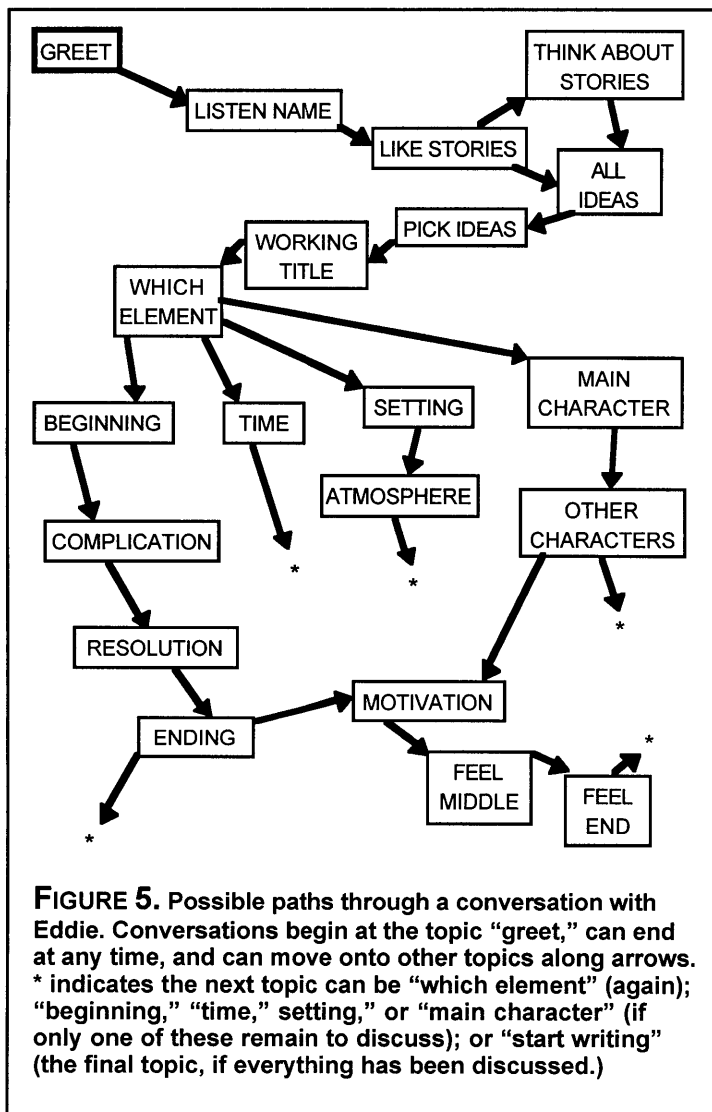 GREET
THINK ABOUT
STORIES
LISTEN NAME
LIKE STORIES
ALL
IDEAS
PICK IDEAS
WORKING
TITLE
WHICH
ELEMENT
MAIN
CHARACTER
BEGINNING
TIME
SETTING
ATMOSPHERE
OTHER
CHARACTERS
COMPLICATION
*
*
*
RESOLUTION
MOTIVATION
ENDING
*
FEEL
MIDDLE
FEEL
END
*
FIGURE 5. Possible paths through a conversation with
Eddie. Conversations begin at the topic “greet,” can end
at any time, and can move onto other topics along arrows.
* indicates the next topic can be “which element” (again);
“beginning,” “time,” setting,” or “main character” (if
only one of these remain to discuss); or “start writing”
(the final topic, if everything has been discussed.)